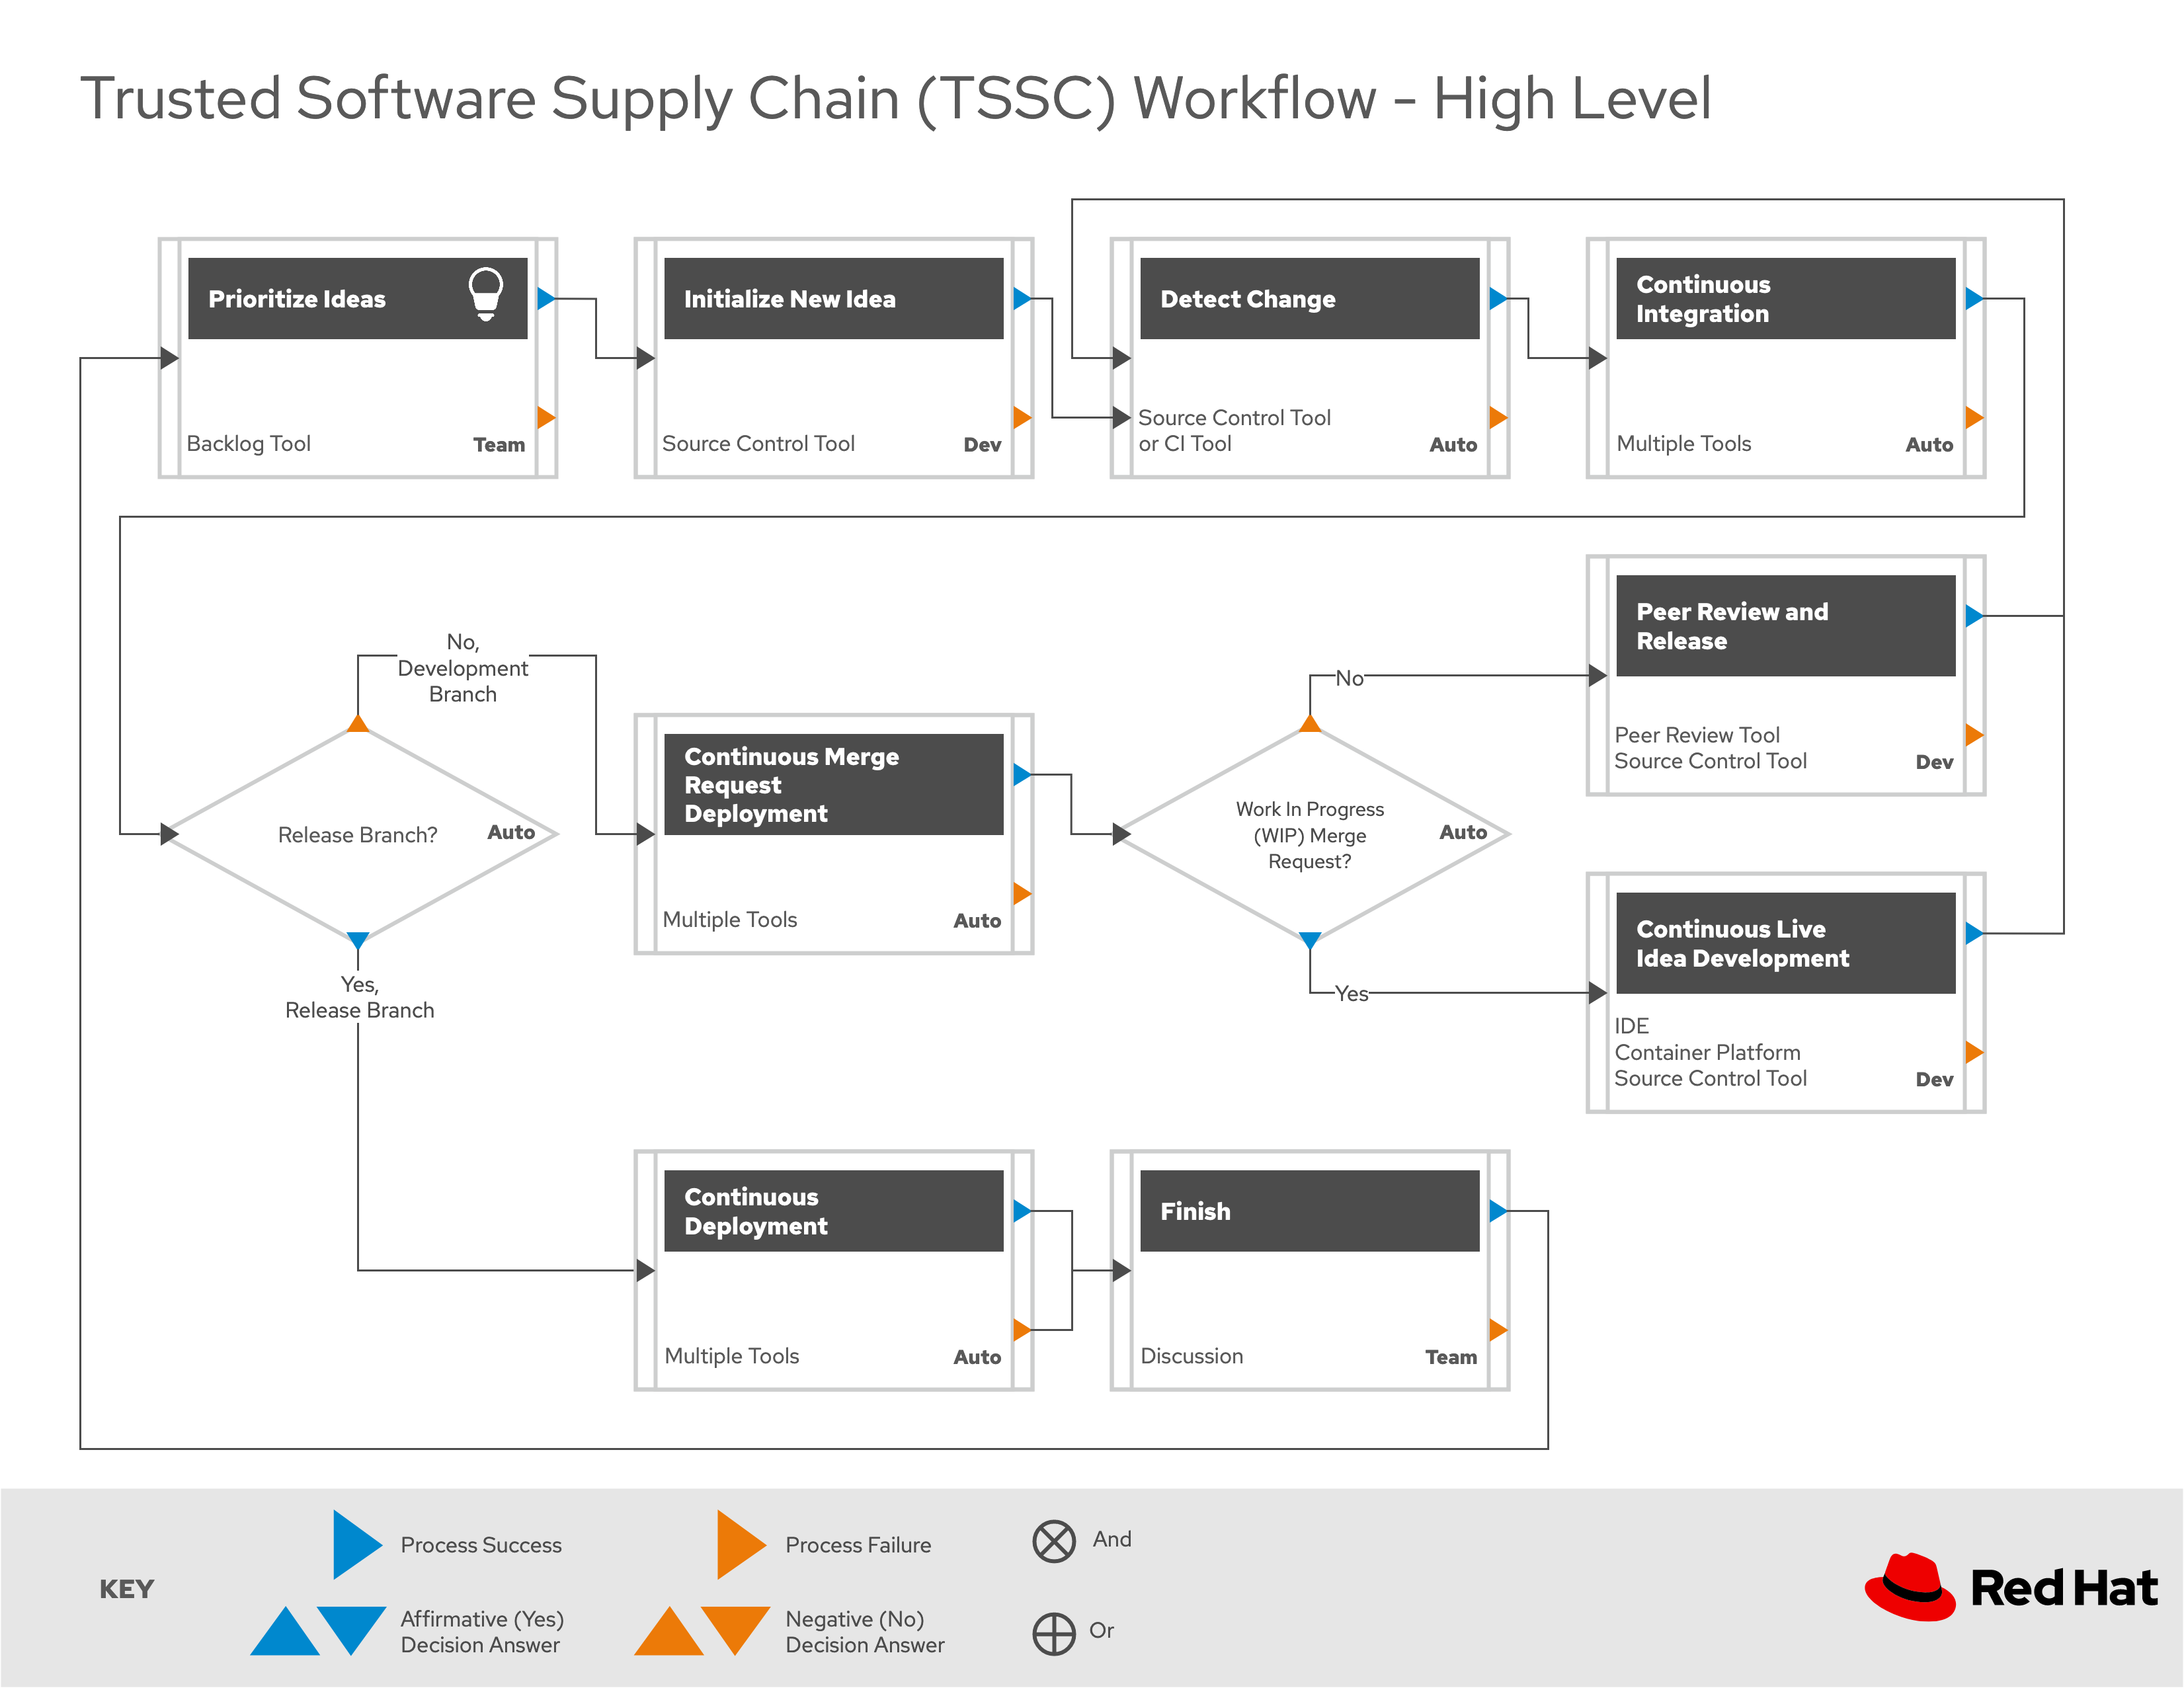 Trusted Software Supply Chain (TSSC) Workflow - High Level
Prioritize Ideas
Backlog Tool
Team
Initialize New Idea
Source Control Tool
Dev
Detect Change
Source Control Tool
or CI Tool
Auto
Continuous
Integration
Multiple Tools
Auto
Release Branch?
Auto
No,
Development
Branch
Yes,
Release Branch
Continuous Merge
Request
Deployment
Multiple Tools
Auto
Work In Progress
(WIP) Merge
Request?
Auto
No
Yes
Peer Review and
Release
Peer Review Tool
Source Control Tool
Dev
Continuous Live
Idea Development
IDE
Container Platform
Source Control Tool
Dev
Continuous
Deployment
Multiple Tools
Auto
Finish
Discussion
Team
KEY
Process Success
Process Failure
And
Affirmative (Yes)
Decision Answer
Negative (No)
Decision Answer
Or
Red Hat